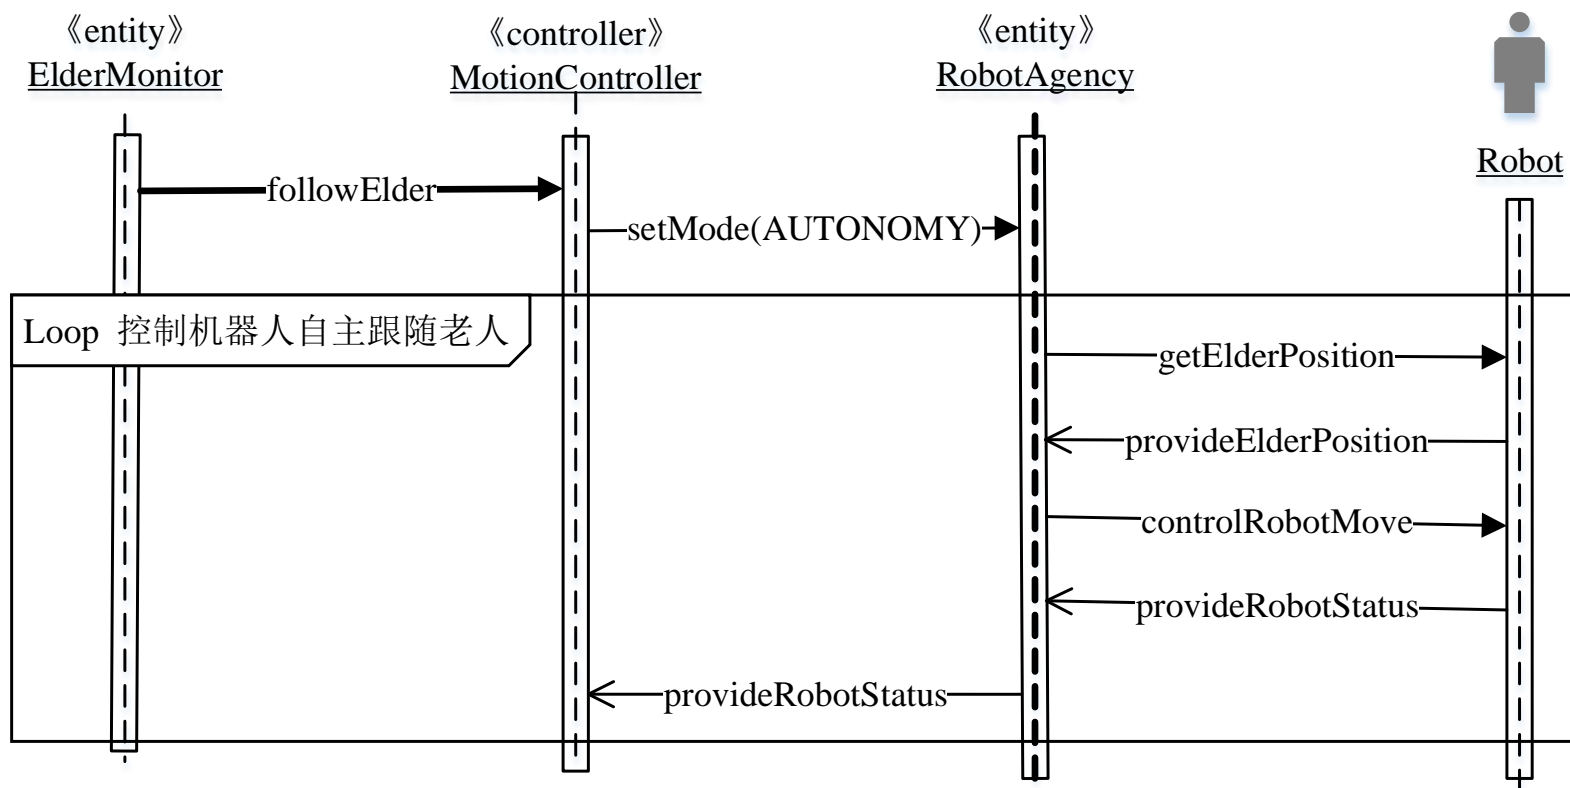 《entity》
ElderMonitor
《controller》
MotionController
《entity》
RobotAgency
Robot
followElder
setMode(AUTONOMY)
Loop 控制机器人自主跟随老人
getElderPosition
provideElderPosition
controlRobotMove
provideRobotStatus
provideRobotStatus